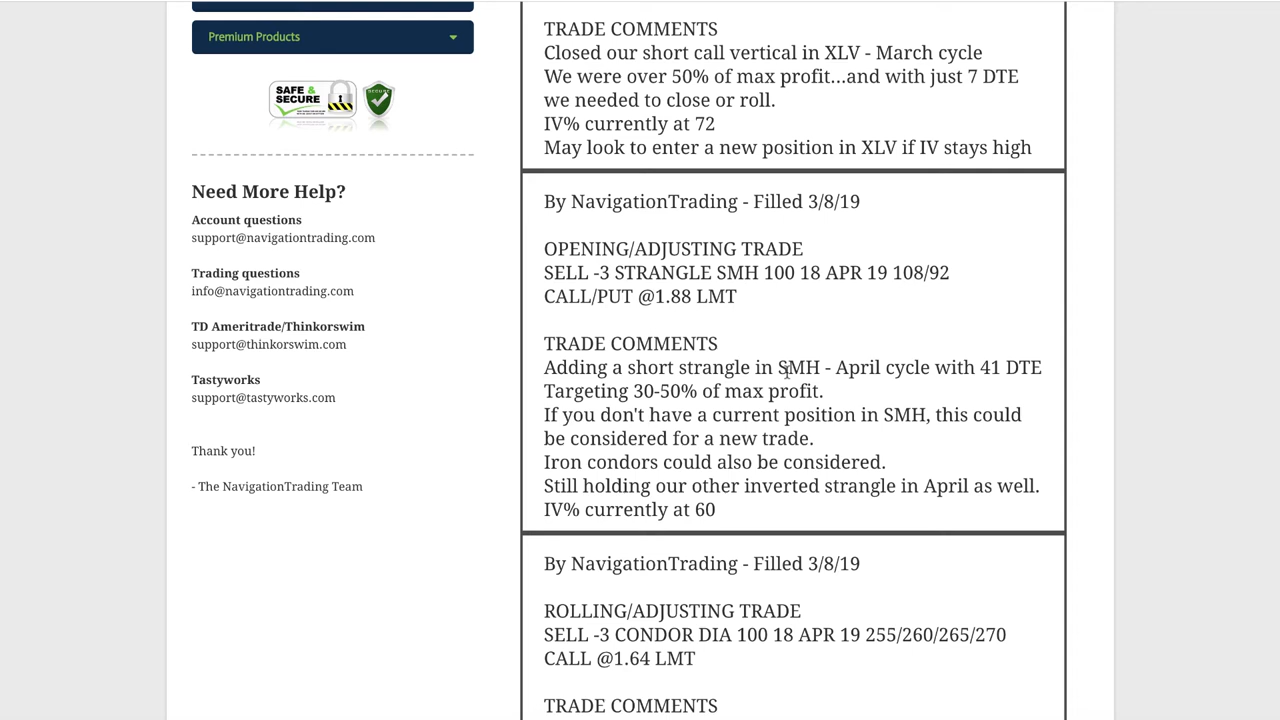 Premium Products
SAFE &
SECURE
SECURE
Need More Help?
Account questions
support@navigationtrading.com
Trading questions
info@navigationtrading.com
TD Ameritrade/Thinkorswim
support@thinkorswim.com
Tastyworks
support@tastyworks.com
Thank you!
- The NavigationTrading Team
TRADE COMMENTS
Closed our short call vertical in XLV - March cycle
We were over 50% of max profit...and with just 7 DTE
we needed to close or roll.
IV% currently at 72
May look to enter a new position in XLV if IV stays high
By NavigationTrading - Filled 3/8/19
OPENING/ADJUSTING TRADE
SELL -3 STRANGLE SMH 100 18 APR 19 108/92
CALL/PUT @1.88 LMT
TRADE COMMENTS
Adding a short strangle in SMH - April cycle with 41 DTE
Targeting 30-50% of max profit.
If you don't have a current position in SMH, this could
be considered for a new trade.
Iron condors could also be considered.
Still holding our other inverted strangle in April as well.
IV% currently at 60
By NavigationTrading - Filled 3/8/19
ROLLING/ADJUSTING TRADE
SELL -3 CONDOR DIA 100 18 APR 19 255/260/265/270
CALL @1.64 LMT
TRADE COMMENTS